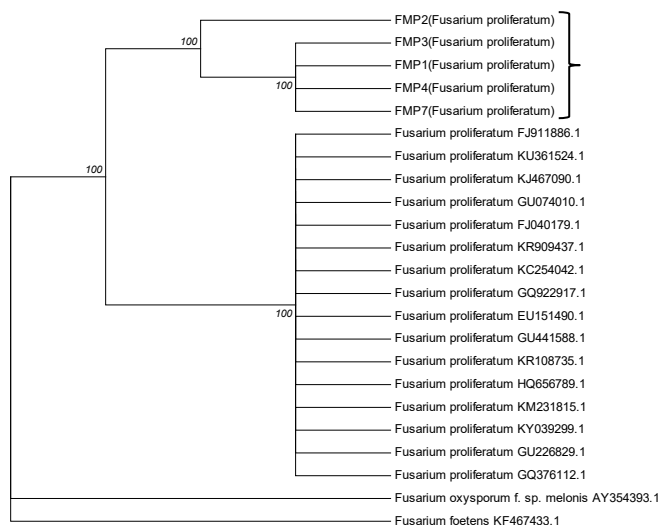 FMP2(Fusarium proliferatum)
100
FMP3(Fusarium proliferatum)
FMP1(Fusarium proliferatum)
100
FMP4(Fusarium proliferatum)
FMP7(Fusarium proliferatum)
Fusarium proliferatum FJ911886.1
Fusarium proliferatum KU361524.1
100
Fusarium proliferatum KJ467090.1
Fusarium proliferatum GU074010.1
Fusarium proliferatum FJ040179.1
Fusarium proliferatum KR909437.1
Fusarium proliferatum KC254042.1
Fusarium proliferatum GQ922917.1
100
Fusarium proliferatum EU151490.1
Fusarium proliferatum GU441588.1
Fusarium proliferatum KR108735.1
Fusarium proliferatum HQ656789.1
Fusarium proliferatum KM231815.1
Fusarium proliferatum KY039299.1
Fusarium proliferatum GU226829.1
Fusarium proliferatum GQ376112.1
Fusarium oxysporum f. sp. melonis AY354393.1
Fusarium foetens KF467433.1